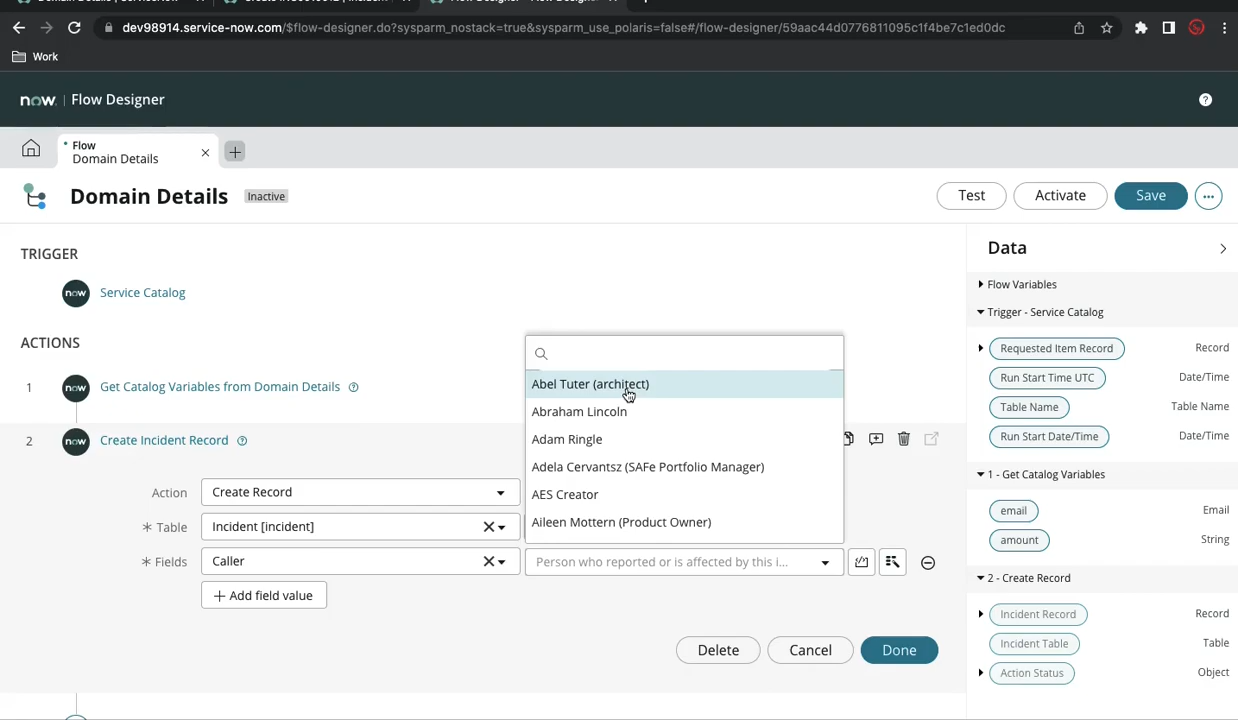 dev98914.service-now.com/$flow-designer.do?sysparm_nostack=true&sysparm_use_polaris=false#/flow-designer/59aac44d0776811095c1f4be7c1ed0dc
Work
now. | Flow Designer
Flow
Domain Details
Domain Details Inactive
Test
Activate
Save
TRIGGER
now Service Catalog
ACTIONS
1 now Get Catalog Variables from Domain Details
2 now Create Incident Record
Action Create Record
* Table Incident [incident]
* Fields Caller
Person who reported or is affected by this i...
+ Add field value
Abel Tuter (architect)
Abraham Lincoln
Adam Ringle
Adela Cervantsz (SAFe Portfolio Manager)
AES Creator
Aileen Mottern (Product Owner)
Delete
Cancel
Done
Data
Flow Variables
Trigger - Service Catalog
Requested Item Record Record
Run Start Time UTC Date/Time
Table Name Table Name
Run Start Date/Time Date/Time
1 - Get Catalog Variables
email Email
amount String
2 - Create Record
Incident Record Record
Incident Table Table
Action Status Object